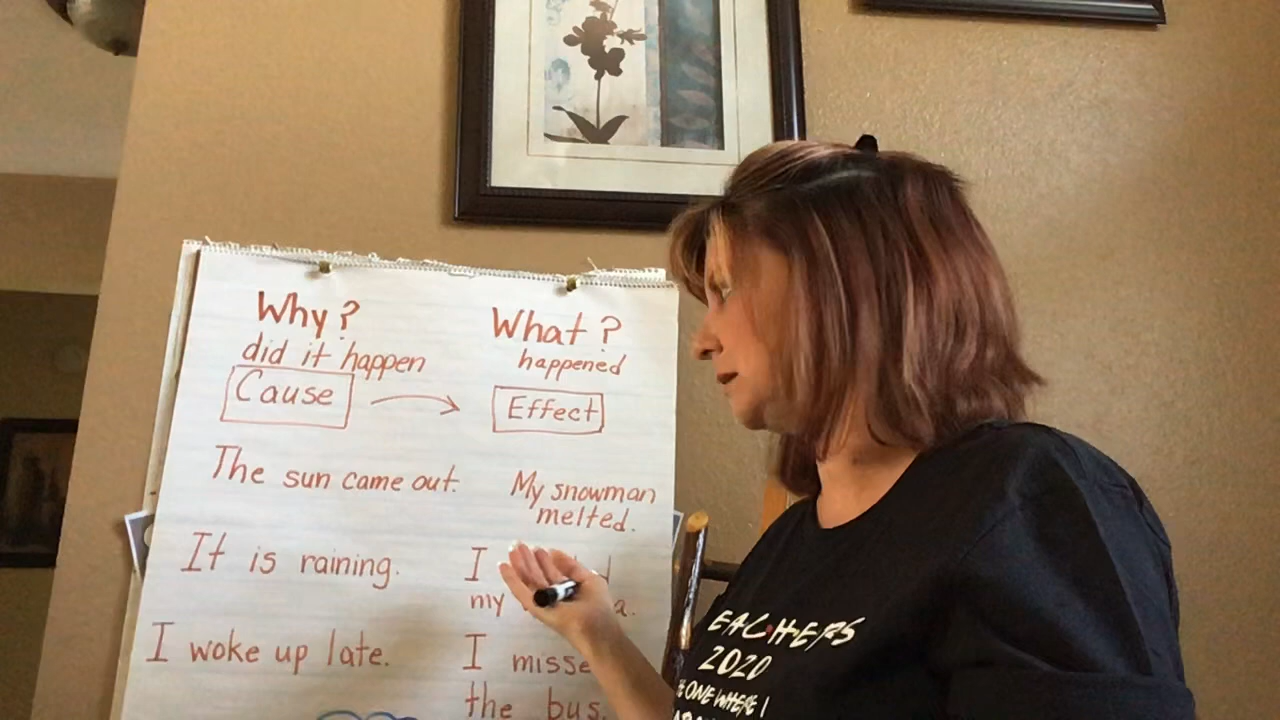 Why? What?
did it happen happened
Cause Effect
The sun came out. My snowman
melted.
It is raining. I
my
I woke up late. I
the bus.
EACHERS
2020
ONE WHERE I